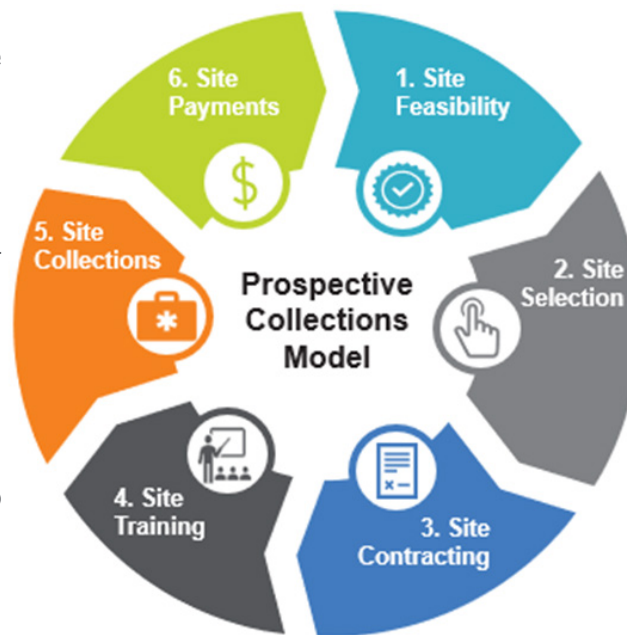 1. Site
Feasibility
2. Site
Selection
3. Site
Contracting
4. Site
Training
5. Site
Collections
6. Site
Payments
Prospective
Collections
Model